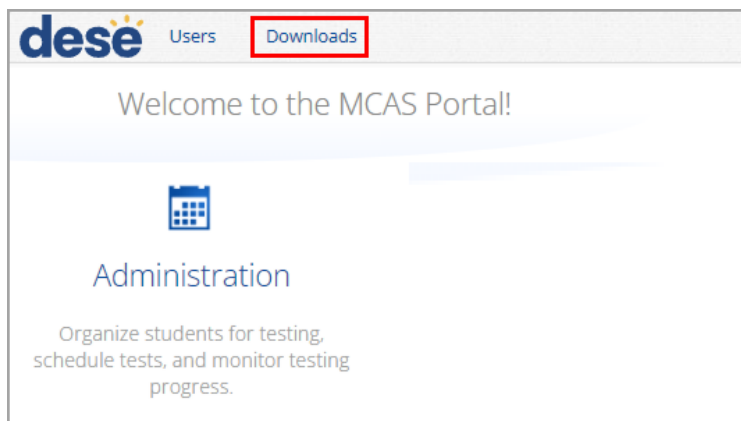 dese Users Downloads
Welcome to the MCAS Portal!
Administration
Organize students for testing,
schedule tests, and monitor testing
progress.